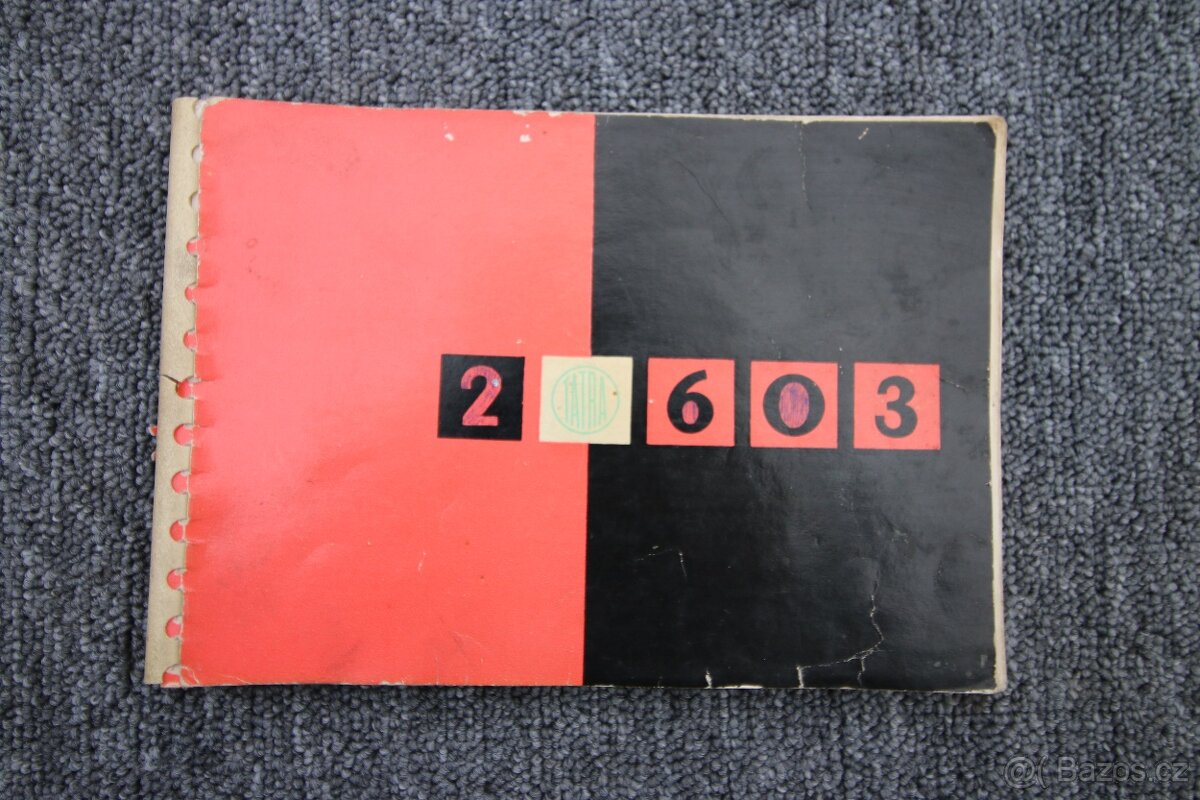 2 TATRA 603
@( Bazos.cz